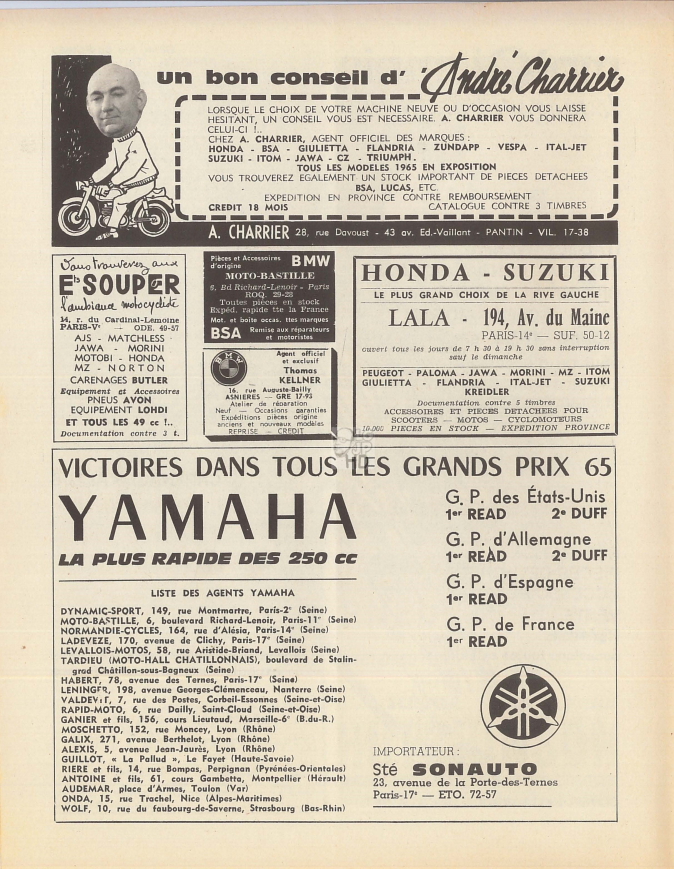 un bon conseil d' André Charrier
LORSQUE LE CHOIX DE VOTRE MACHINE NEUVE OU D'OCCASION VOUS LAISSE
HESITANT, UN CONSEIL VOUS EST NECESSAIRE. A. CHARRIER VOUS DONNERA
CELUI-CI !..
CHEZ A. CHARRIER, AGENT OFFICIEL DES MARQUES :
HONDA - BSA - GIULIETTA - FLANDRIA - ZUNDAPP - VESPA - ITAL-JET
SUZUKI - ITOM - JAWA - CZ - TRIUMPH.
TOUS LES MODELES 1965 EN EXPOSITION
VOUS TROUVEREZ EGALEMENT UN STOCK IMPORTANT DE PIECES DETACHEES
BSA, LUCAS, ETC.
EXPEDITION EN PROVINCE CONTRE REMBOURSEMENT
CREDIT 18 MOIS CATALOGUE CONTRE 3 TIMBRES
A. CHARRIER 28, rue Davoust - 43 av. Ed.-Vaillant - PANTIN - VIL. 17-38
Vous trouverez aux
Ets SOUPER
l'ambiance motocycliste
14, r. du Cardinal-Lemoine
PARIS-Ve — ODE. 49-57
AJS - MATCHLESS
JAWA - MORINI
MOTOBI - HONDA
MZ - NORTON
CARENAGES BUTLER
Equipement et Accessoires
PNEUS AVON
EQUIPEMENT LOHDI
ET TOUS LES 49 cc !..
Documentation contre 3 t.
Pièces et Accessoires
d'origine BMW
MOTO-BASTILLE
6, Bd Richard-Lenoir - Paris
ROQ. 29-28
Toutes pièces en stock
Expéd. rapide tte la France
Mot. et boîte occas. ttes marques
BSA Remise aux réparateurs
et motoristes
BMW
Agent officiel
et exclusif
Thomas
KELLNER
16, rue Auguste-Bailly
ASNIERES — GRE 17-93
Atelier de réparation
Neuf — Occasions garanties
Expéditions pièces origine
anciens et nouveaux modèles
REPRISE — CREDIT
HONDA - SUZUKI
LE PLUS GRAND CHOIX DE LA RIVE GAUCHE
LALA - 194, Av. du Maine
PARIS-14e — SUF. 50-12
ouvert tous les jours de 7 h 30 à 19 h 30 sans interruption
sauf le dimanche
PEUGEOT - PALOMA - JAWA - MORINI - MZ - ITOM
GIULIETTA - FLANDRIA - ITAL-JET - SUZUKI
KREIDLER
Documentation contre 5 timbres
ACCESSOIRES ET PIECES DETACHEES POUR
SCOOTERS — MOTOS — CYCLOMOTEURS
10.000 PIECES EN STOCK — EXPEDITION PROVINCE
VICTOIRES DANS TOUS LES GRANDS PRIX 65
YAMAHA
LA PLUS RAPIDE DES 250 cc
G. P. des États-Unis
1er READ 2e DUFF
G. P. d'Allemagne
1er READ 2e DUFF
G. P. d'Espagne
1er READ
G. P. de France
1er READ
LISTE DES AGENTS YAMAHA
DYNAMIC-SPORT, 149, rue Montmartre, Paris-2e (Seine)
MOTO-BASTILLE, 6, boulevard Richard-Lenoir, Paris-11e (Seine)
NORMANDIE-CYCLES, 164, rue d'Alésia, Paris-14e (Seine)
LADEVEZE, 170, avenue de Clichy, Paris-17e (Seine)
LEVALLOIS-MOTOS, 58, rue Aristide-Briand, Levallois (Seine)
TARDIEU (MOTO-HALL CHATILLONNAIS), boulevard de Stalin-
grad Châtillon-sous-Bagneux (Seine)
HABERT, 78, avenue des Ternes, Paris-17e (Seine)
LENINGER, 198, avenue Georges-Clémenceau, Nanterre (Seine)
7, rue des Postes, Corbeil-Essonnes (Seine-et-Oise)
RAPID-MOTO, 6, rue Dailly, Saint-Cloud (Seine-et-Oise)
GANIER et fils, 156, cours Lieutaud, Marseille-6e (B.du-R.)
MOSCHETTO, 152, rue Moncey, Lyon (Rhône)
GALIX, 271, avenue Berthelot, Lyon (Rhône)
ALEXIS, 5, avenue Jean-Jaurès, Lyon (Rhône)
GUILLOT, « La Pallud », Le Fayet (Haute-Savoie)
RIERE et fils, 14, rue Bompas, Perpignan (Pyrénées-Orientales)
ANTOINE et fils, 61, cours Gambetta, Montpellier (Hérault)
AUDEMAR, place d'Armes, Toulon (Var)
ONDA, 15, rue Trachel, Nice (Alpes-Maritimes)
WOLF, 10, rue du faubourg-de-Saverne, Strasbourg (Bas-Rhin)
IMPORTATEUR :
Sté SONAUTO
23, avenue de la Porte-des-Ternes
Paris-17e — ETO. 72-57